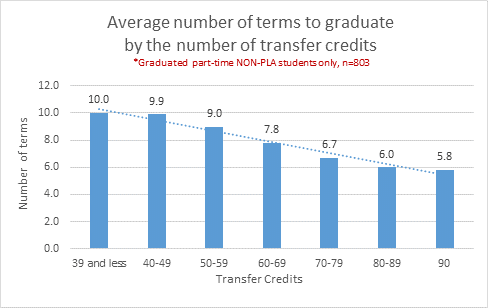 Average number of terms to graduate
by the number of transfer credits
*Graduated part-time NON-PLA students only, n=803
Number of terms
12.0
10.0
8.0
6.0
4.0
2.0
0.0
10.0
9.9
9.0
7.8
6.7
6.0
5.8
39 and less 40-49 50-59 60-69 70-79 80-89 90
Transfer Credits